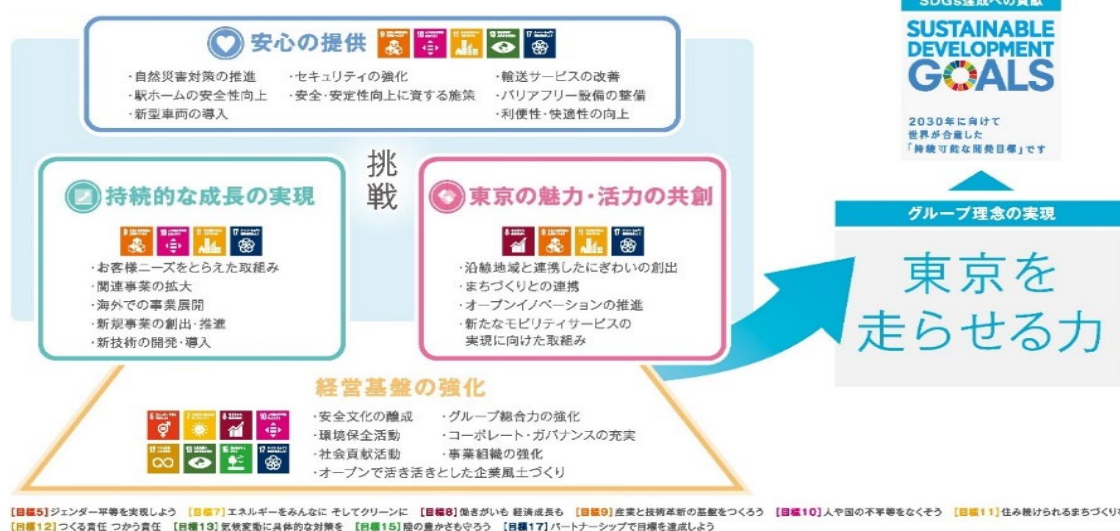 安心の提供
・自然災害対策の推進
・駅ホームの安全性向上
・新型車両の導入
・セキュリティの強化
・安全・安定性向上に資する施策
・輸送サービスの改善
・バリアフリー設備の整備
・利便性・快適性の向上
挑戦
持続的な成長の実現
・お客様ニーズをとらえた取組み
・関連事業の拡大
・海外での事業展開
・新規事業の創出・推進
・新技術の開発・導入
東京の魅力・活力の共創
・沿線地域と連携したにぎわいの創出
・まちづくりとの連携
・オープンイノベーションの推進
・新たなモビリティサービスの
実現に向けた取組み
経営基盤の強化
・安全文化の醸成
・環境保全活動
・社会貢献活動
・オープンで活き活きとした企業風土づくり
・グループ総合力の強化
・コーポレート・ガバナンスの充実
・事業組織の強化
SDGs達成への貢献
SUSTAINABLE
DEVELOPMENT
GOALS
2030年に向けて
世界が合意した
「持続可能な開発目標」です
グループ理念の実現
東京を
走らせる力
[目標5]ジェンダー平等を実現しよう [目標7]エネルギーをみんなに そしてクリーンに [目標8]働きがいも 経済成長も [目標9]産業と技術革新の基盤をつくろう [目標10]人や国の不平等をなくそう [目標11]住み続けられるまちづくり
[目標12]つくる責任 つかう責任 [目標13]気候変動に具体的な対策を [目標15]陸の豊かさも守ろう [目標17]パートナーシップで目標を達成しよう